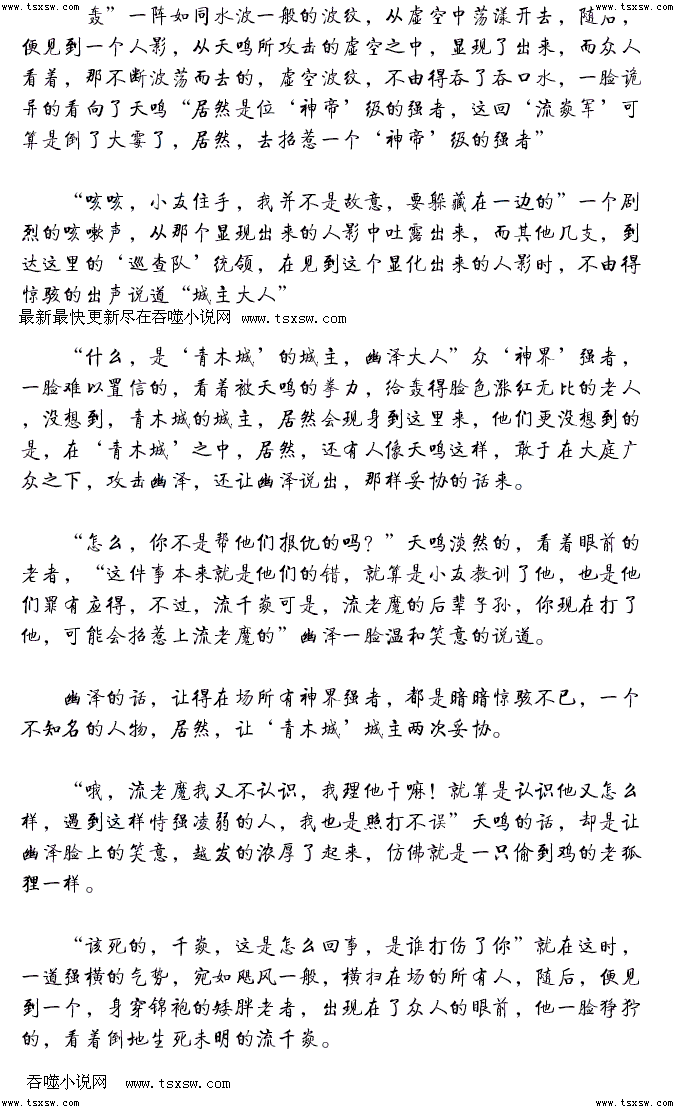 www.tsxsw.com www.tsxsw.com
轰”一阵如同水波一般的波纹，从虚空中荡漾开去，随后，
便见到一个人影，从天鸣所攻击的虚空之中，显现了出来，而众人
看着，那不断波荡而去的，虚空波纹，不由得吞了吞口水，一脸诡
异的看向了天鸣“居然是位‘神帝’级的强者，这回‘流焱军’可
算是倒了大霉了，居然，去招惹一个‘神帝’级的强者”
“咳咳，小友住手，我并不是故意，要躲藏在一边的”一个剧
烈的咳嗽声，从那个显现出来的人影中吐露出来，而其他几支，到
达这里的‘巡查队’统领，在见到这个显化出来的人影时，不由得
惊骇的出声说道“城主大人”
最新最快更新尽在吞噬小说网 www.tsxsw.com
“什么，是‘青木城’的城主，幽泽大人”众‘神界’强者，
一脸难以置信的，看着被天鸣的拳力，给轰得脸色涨红无比的老人
，没想到，青木城的城主，居然会现身到这里来，他们更没想到的
是，在‘青木城’之中，居然，还有人像天鸣这样，敢于在大庭广
众之下，攻击幽泽，还让幽泽说出，那样妥协的话来。
“怎么，你不是帮他们报仇的吗？”天鸣淡然的，看着眼前的
老者，“这件事本来就是他们的错，就算是小友教训了他，也是他
们罪有应得，不过，流千焱可是，流老魔的后辈子孙，你现在打了
他，可能会招惹上流老魔的”幽泽一脸温和笑意的说道。
幽泽的话，让得在场所有神界强者，都是暗暗惊骇不已，一个
不知名的人物，居然，让‘青木城’城主两次妥协。
“哦，流老魔我又不认识，我理他干嘛！就算是认识他又怎么
样，遇到这样恃强凌弱的人，我也是照打不误”天鸣的话，却是让
幽泽脸上的笑意，越发的浓厚了起来，仿佛就是一只偷到鸡的老狐
狸一样。
“该死的，千焱，这是怎么回事，是谁打伤了你”就在这时，
一道强横的气势，宛如飓风一般，横扫在场的所有人，随后，便见
到一个，身穿锦袍的矮胖老者，出现在了众人的眼前，他一脸狰狞
的，看着倒地生死未明的流千焱。
吞噬小说网 www.tsxsw.com
www.tsxsw.com www.tsxsw.com